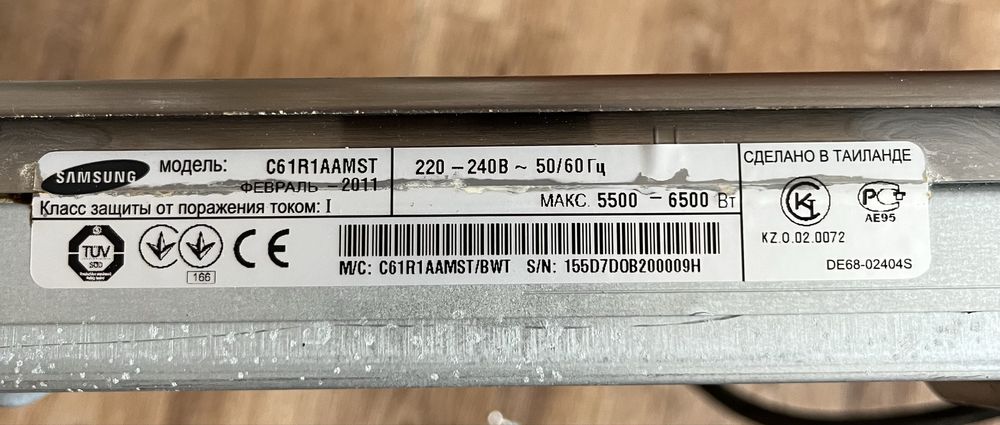 SAMSUNG
МОДЕЛЬ: C61R1AAMST
ФЕВРАЛЬ - 2011
Класс защиты от поражения током: I
220 - 240В ~ 50/60 Гц
МАКС. 5500 - 6500 Вт
СДЕЛАНО В ТАИЛАНДЕ
AE95
KZ.O.02.0072
DE68-02404S
TÜV
SÜD
166
CE
M/C: C61R1AAMST/BWT S/N: 155D7D0B200009H